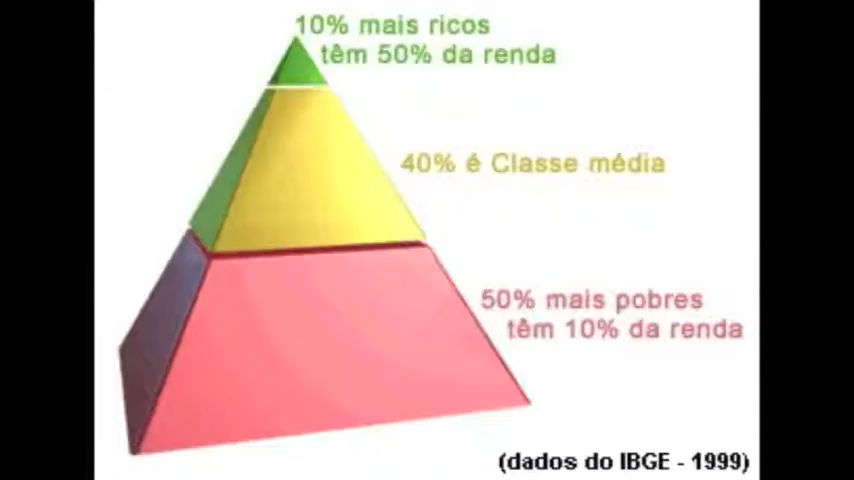 10% mais ricos
têm 50% da renda
40% é Classe média
50% mais pobres
têm 10% da renda
(dados do IBGE - 1999)